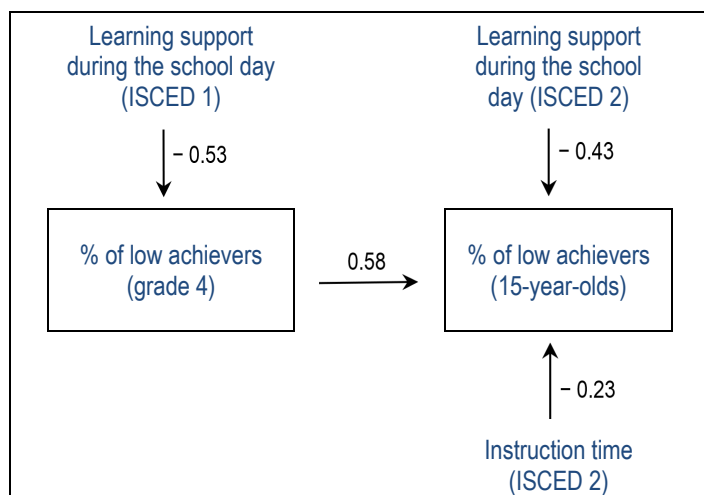 Learning support
during the school day
(ISCED 1)
Learning support
during the school
day (ISCED 2)
− 0.53
− 0.43
% of low achievers
(grade 4)
0.58
% of low achievers
(15-year-olds)
− 0.23
Instruction time
(ISCED 2)